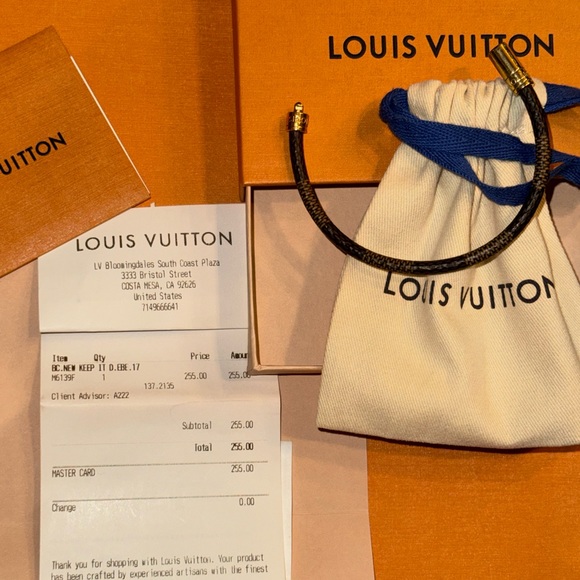 LOUIS VUITTON
VUITTON
LOUIS VUITTON
LOUIS VUITTON
LV Bloomingdales South Coast Plaza
3333 Bristol Street
COSTA MESA, CA 92626
United States
7149666641
Item Qty Price Amoun
BC.NEW KEEP IT D.EBE.17
M6139F 1 255.00 255.00
137.2135
Client Advisor: A222
Subtotal 255.00
Total 255.00
MASTER CARD 255.00
Change 0.00
Thank you for shopping with Louis Vuitton. Your product
has been crafted by experienced artisans with the finest